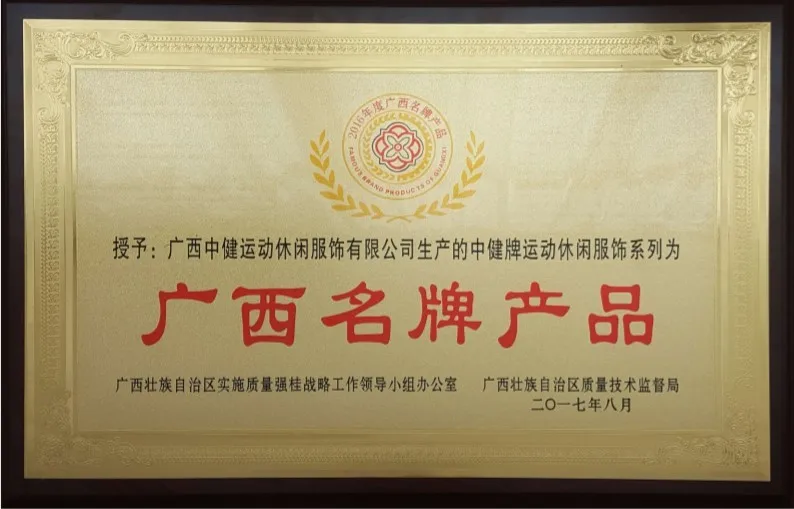 2016年度广西名牌产品
FAMOUS BRAND PRODUCTS OF GUANGXI
授予：广西中健运动休闲服饰有限公司生产的中健牌运动休闲服饰系列为
广西名牌产品
广西壮族自治区实施质量强桂战略工作领导小组办公室 广西壮族自治区质量技术监督局
二〇一七年八月